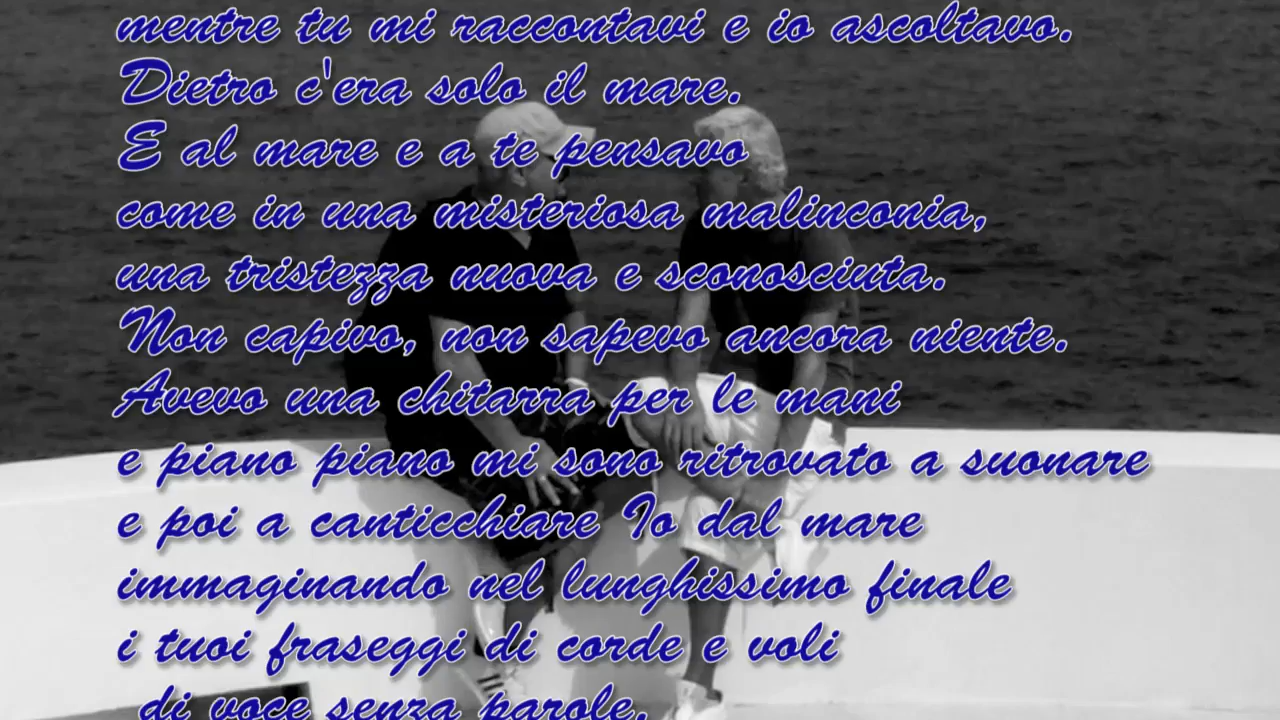 mentre tu mi raccontavi e io ascoltavo.
Dietro c'era solo il mare.
E al mare e a te pensavo
come in una misteriosa malinconia,
una tristezza nuova e sconosciuta.
Non capivo, non sapevo ancora niente.
Avevo una chitarra per le mani
e piano piano mi sono ritrovato a suonare
e poi a canticchiare Io dal mare
immaginando nel lunghissimo finale
i tuoi fraseggi di corde e voli
di voce senza parole.